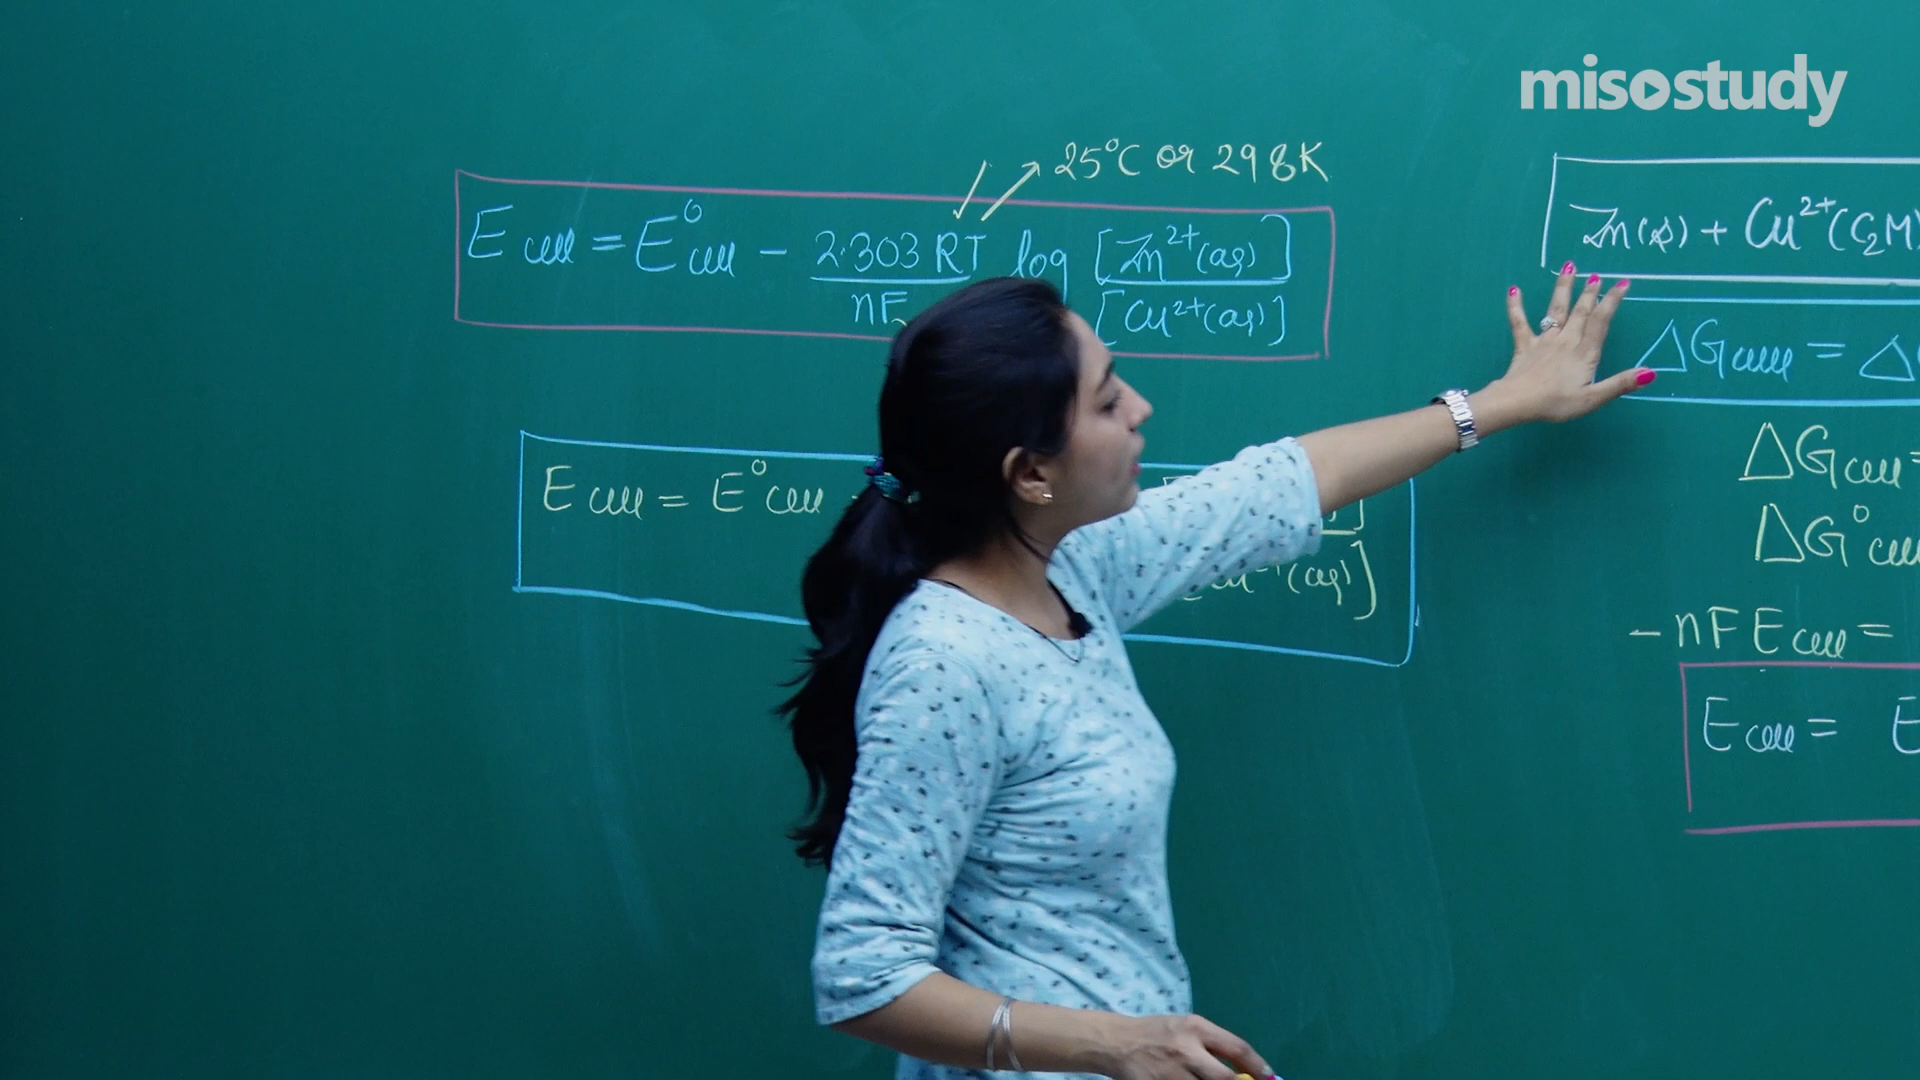 misostudy
25°C or 298K
E cell = E°cell − 2.303 RT / nF log [Zn²⁺(aq)] / [Cu²⁺(aq)]
E cell = E°cell
(aq)]
Zn(s) + Cu²⁺(C₂M)
ΔG cell = Δ
ΔG cell =
ΔG° cell
− nF E cell =
E cell = E